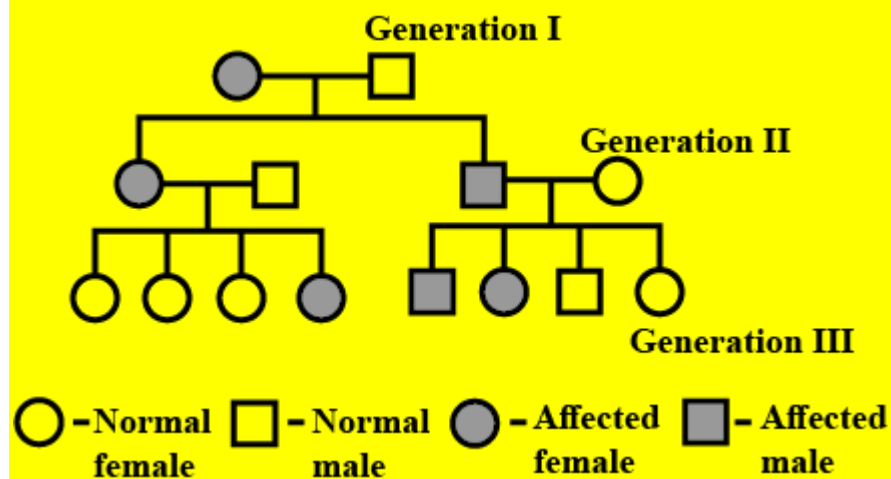 Generation I
Generation II
Generation III
-Normal female
-Normal male
-Affected female
-Affected male